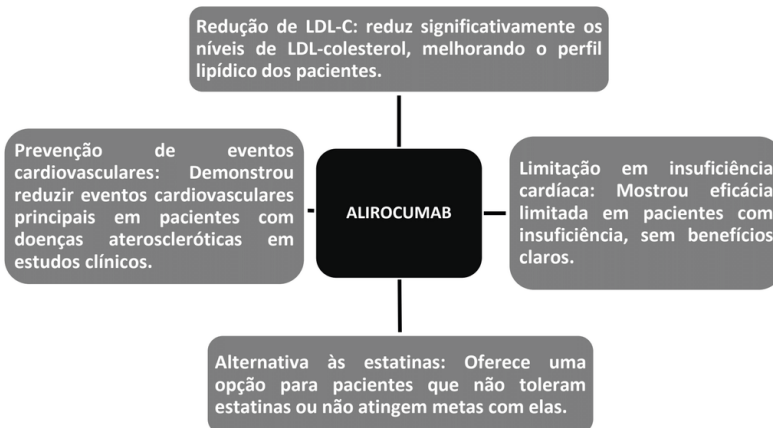 Redução de LDL-C: reduz significativamente os
níveis de LDL-colesterol, melhorando o perfil
lipídico dos pacientes.
Prevenção de eventos
cardiovasculares: Demonstrou
reduzir eventos cardiovasculares
principais em pacientes com
doenças ateroscleróticas em
estudos clínicos.
ALIROCUMAB
Limitação em insuficiência
cardíaca: Mostrou eficácia
limitada em pacientes com
insuficiência, sem benefícios
claros.
Alternativa às estatinas: Oferece uma
opção para pacientes que não toleram
estatinas ou não atingem metas com elas.